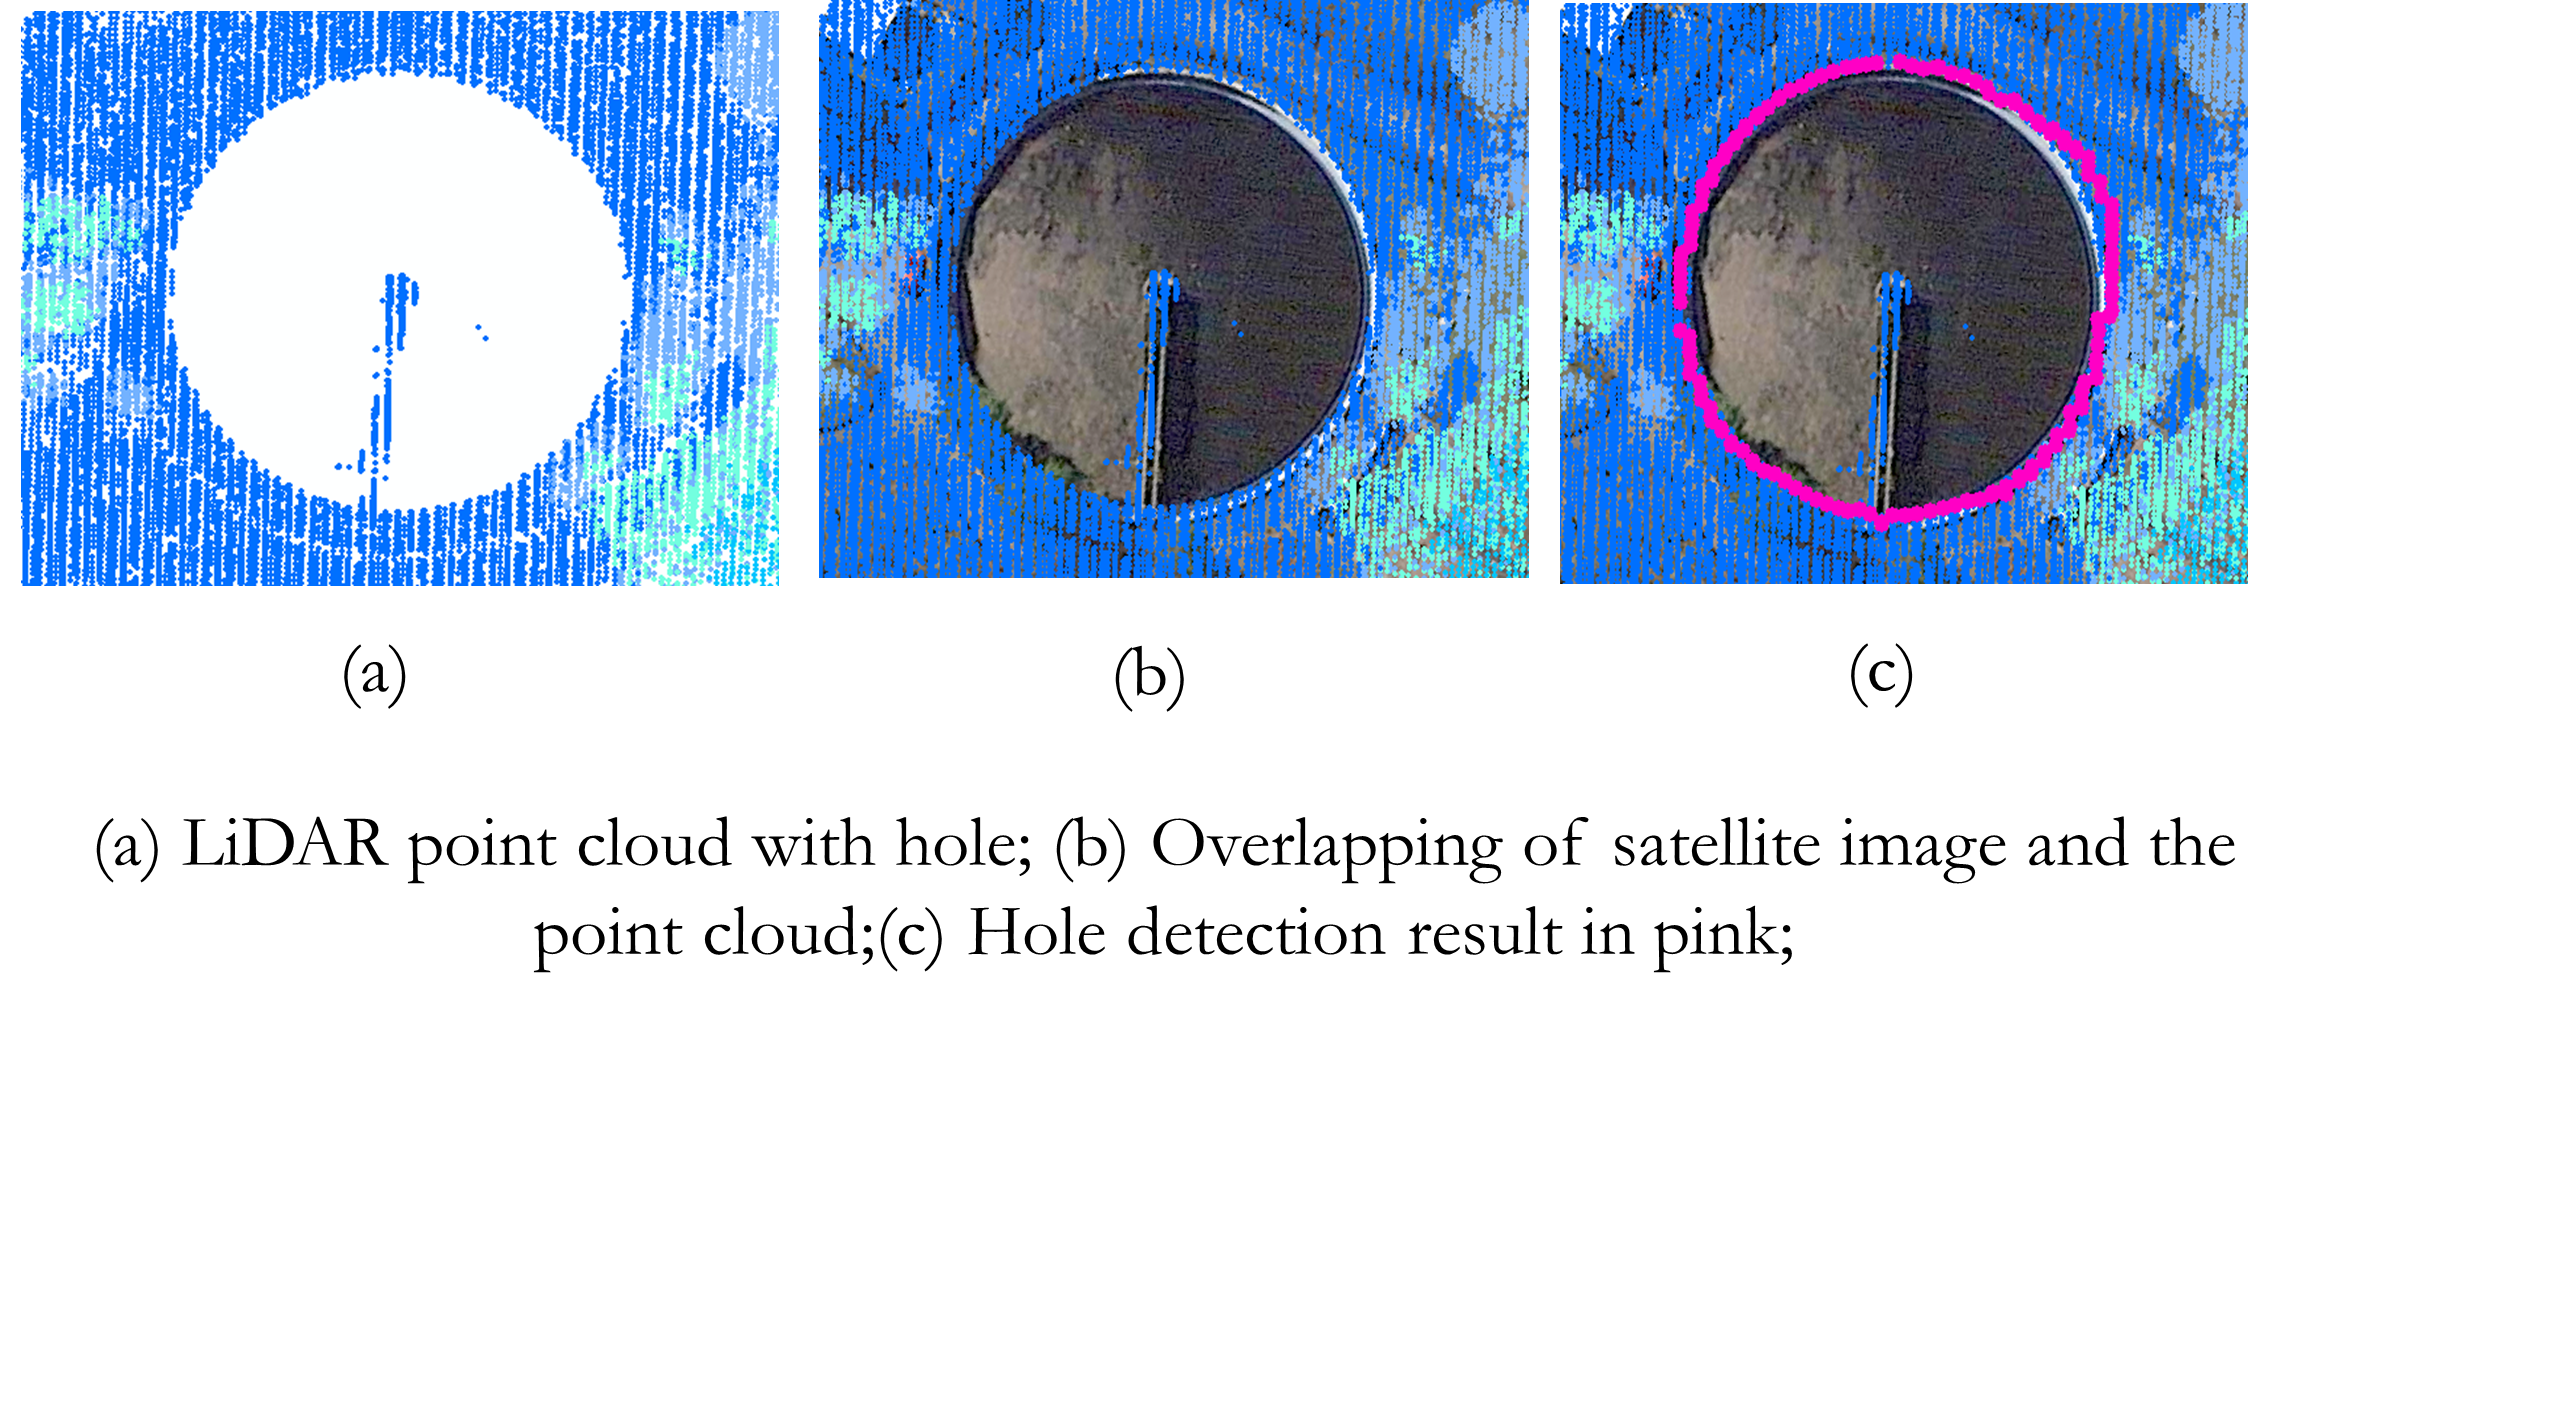 (a)
(b)
(c)
(a) LiDAR point cloud with hole; (b) Overlapping of satellite image and the
point cloud;(c) Hole detection result in pink;